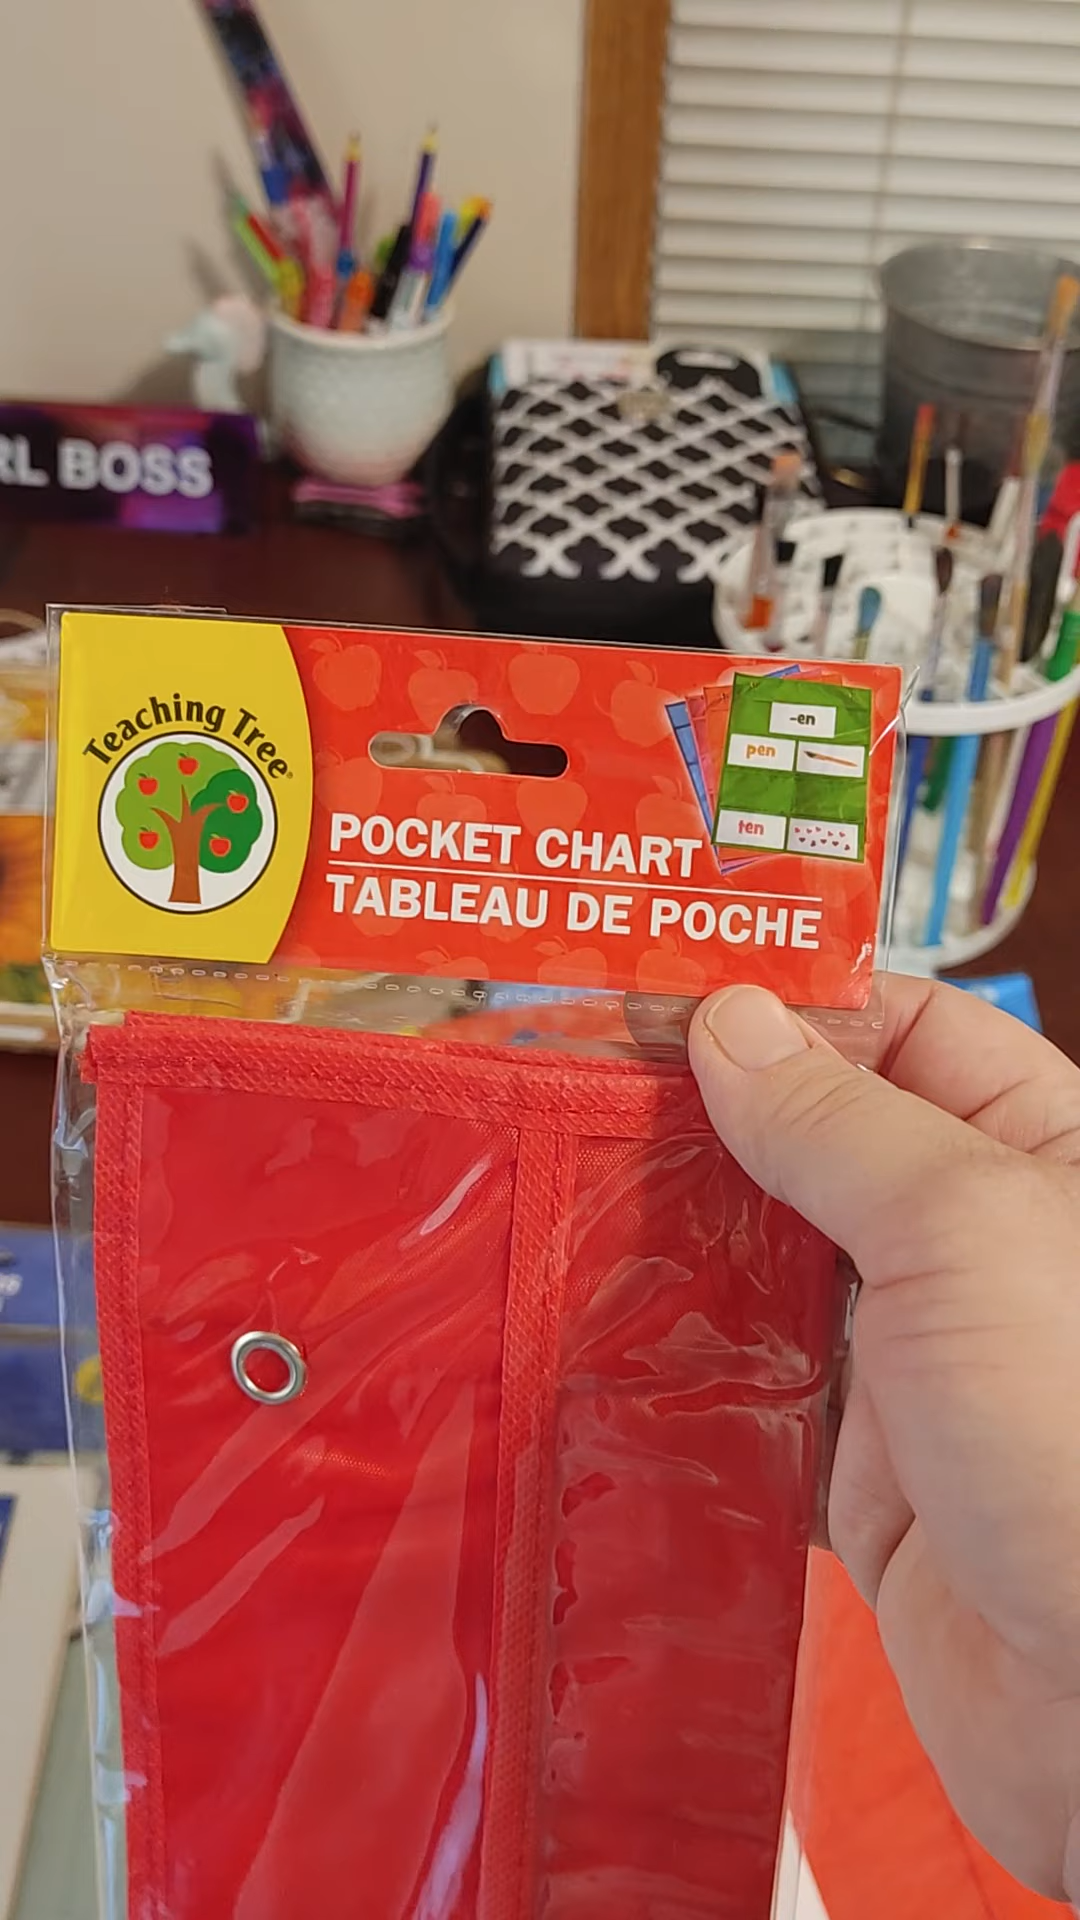 RL BOSS
Teaching Tree®
-en
pen
ten
POCKET CHART
TABLEAU DE POCHE